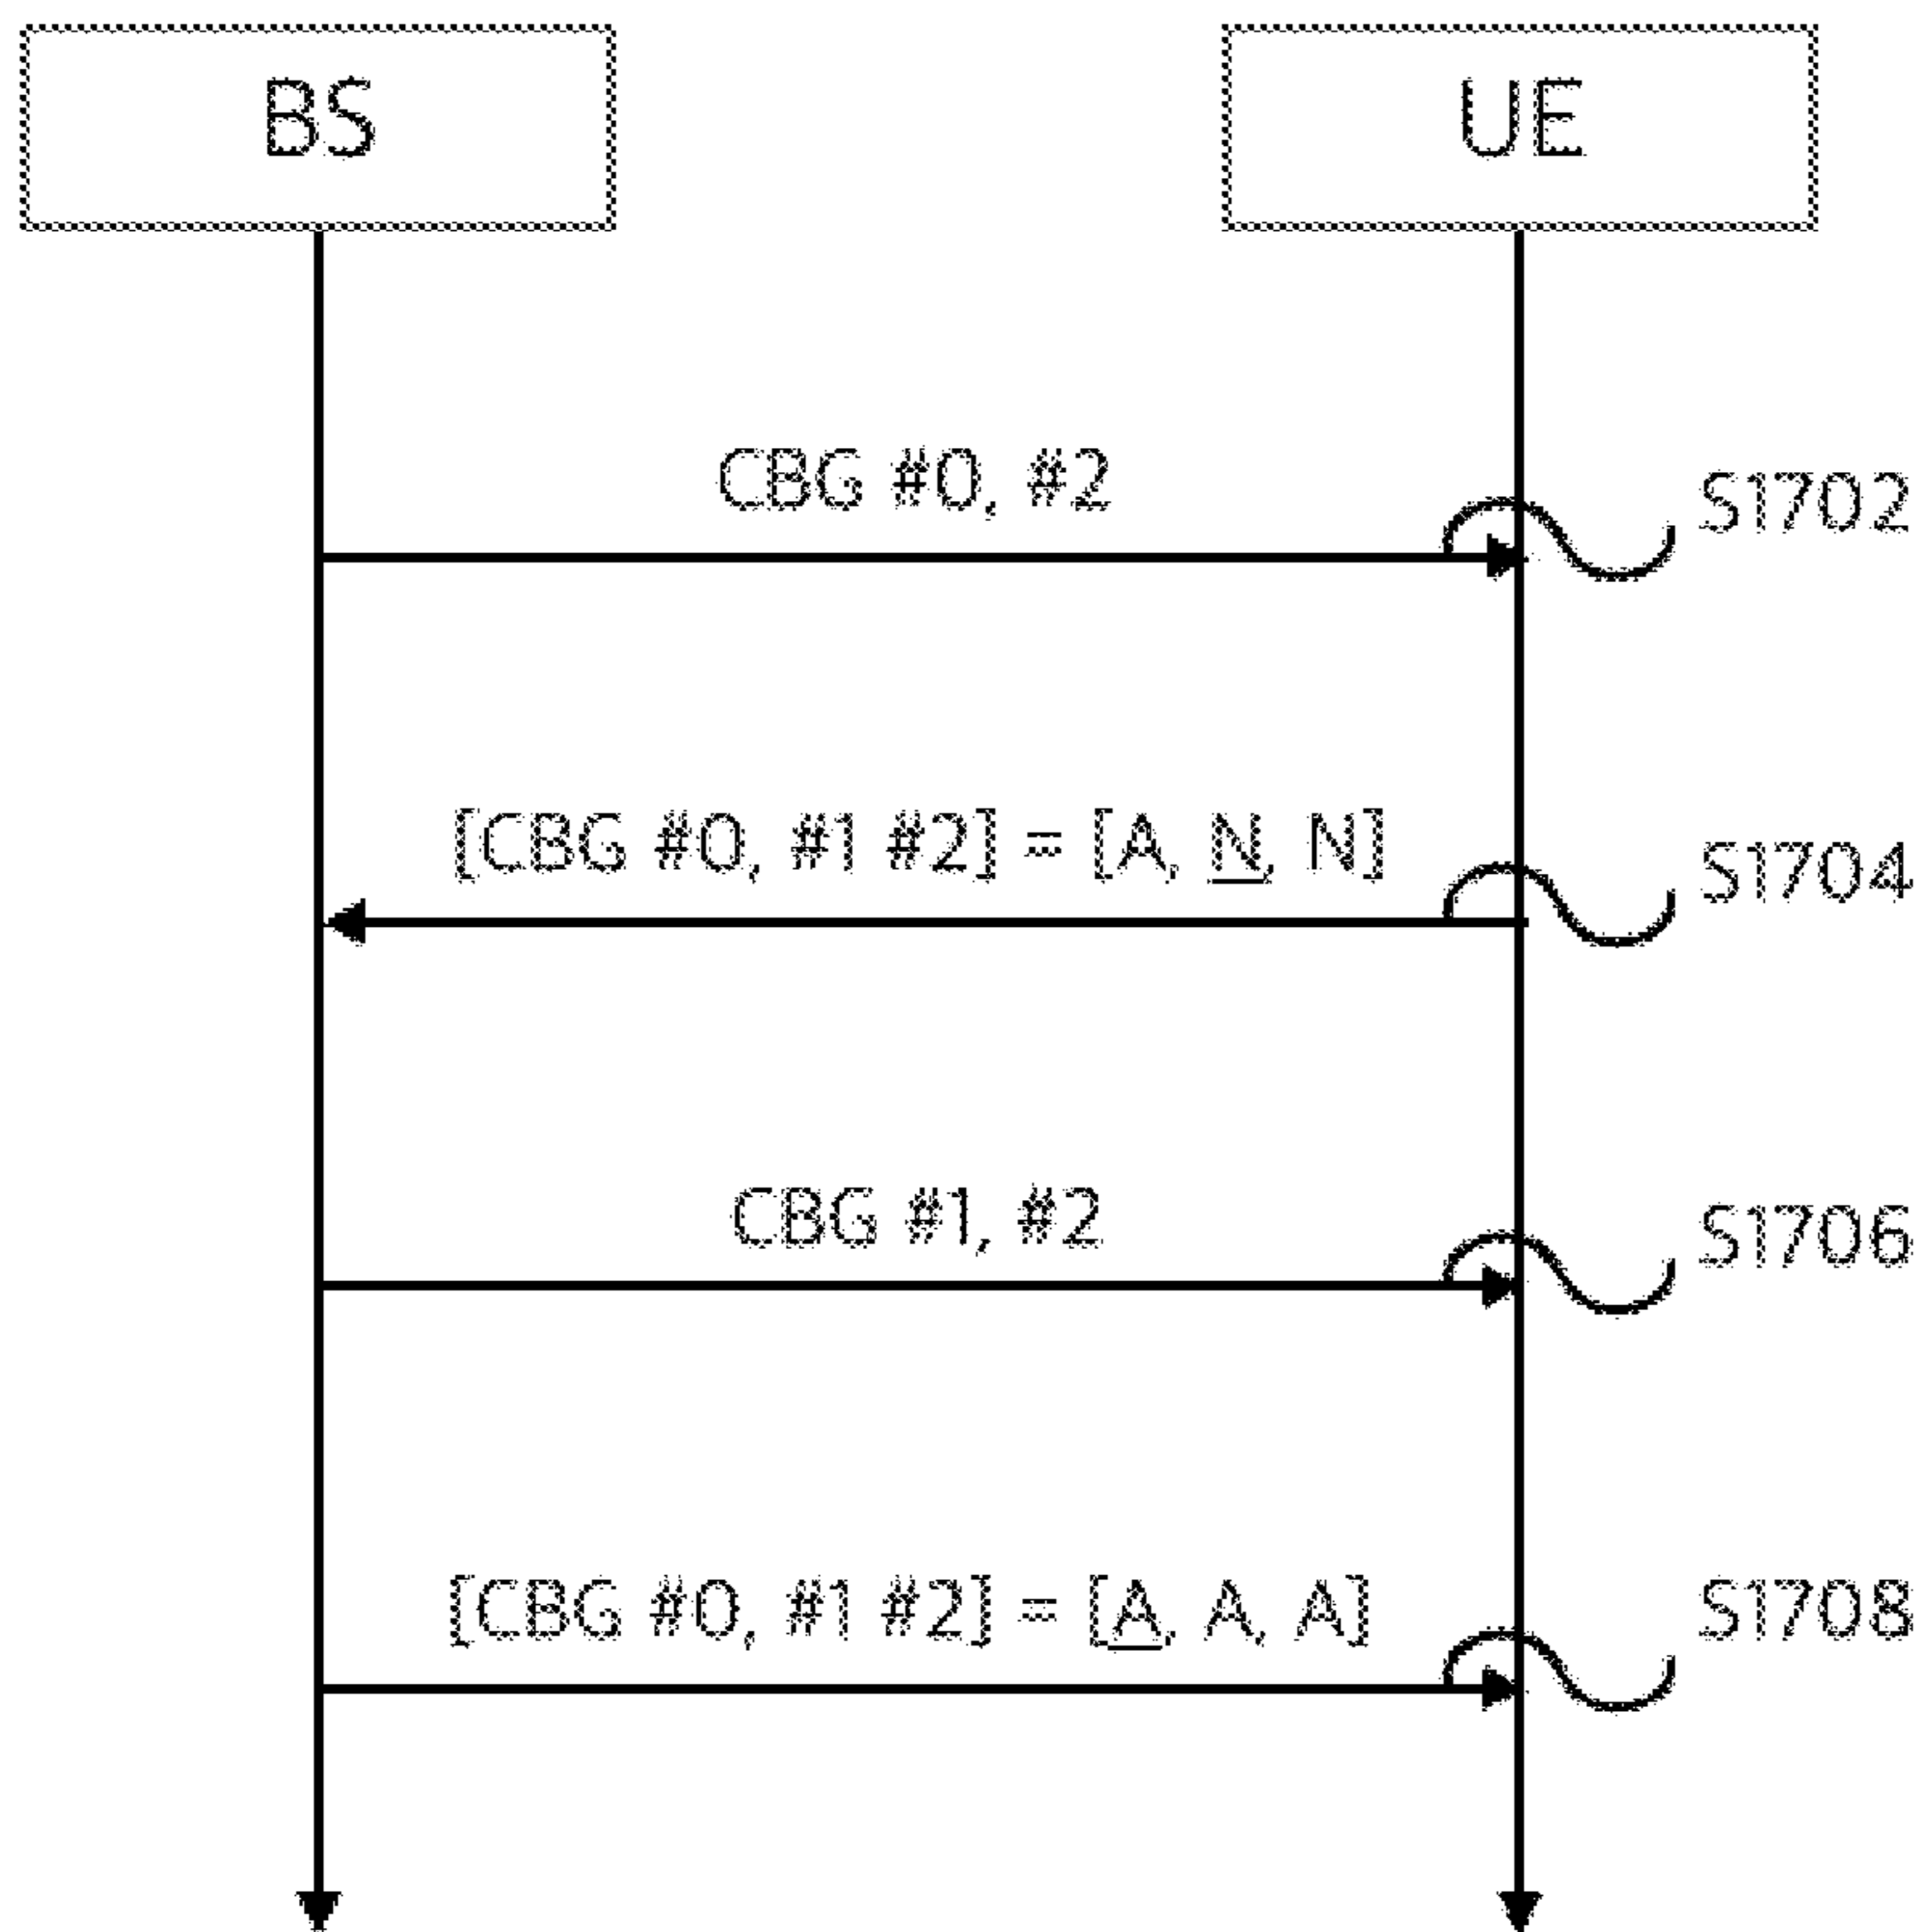 BS
UE
CBG #0, #2
S1702
[CBG #0, #1 #2] = [A, N, N]
S1704
CBG #1, #2
S1706
[CBG #0, #1 #2] = [A, A, A]
S1708